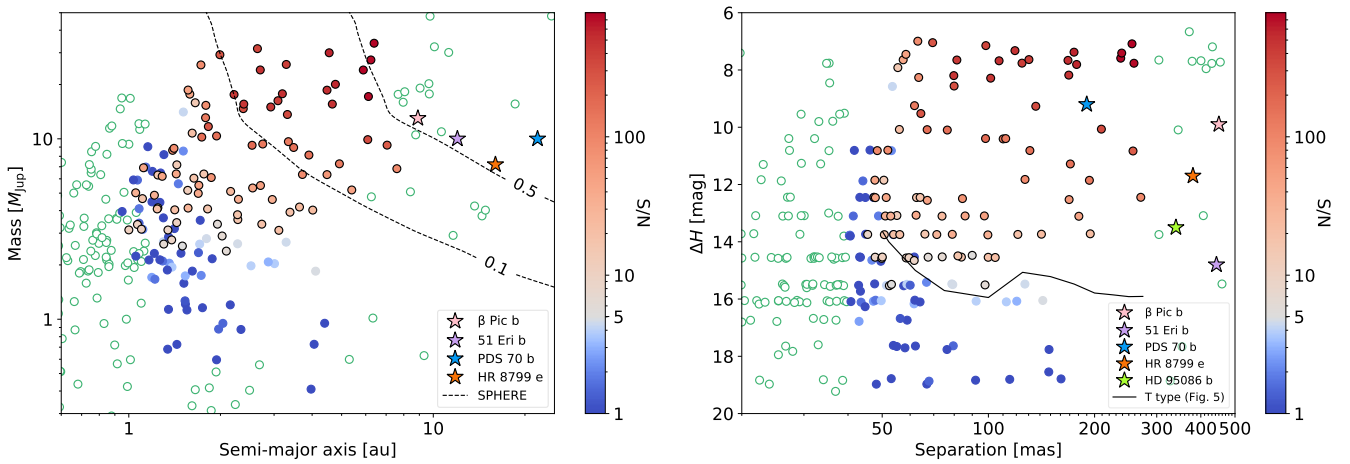 Mass [M_Jup]
10
1
1
10
Semi-major axis [au]
0.5
0.1
β Pic b
51 Eri b
PDS 70 b
HR 8799 e
SPHERE
100
10
5
1
N/S
ΔH [mag]
6
8
10
12
14
16
18
20
50
100
200
300
400
500
Separation [mas]
β Pic b
51 Eri b
PDS 70 b
HR 8799 e
HD 95086 b
T type (Fig. 5)
100
10
5
1
N/S